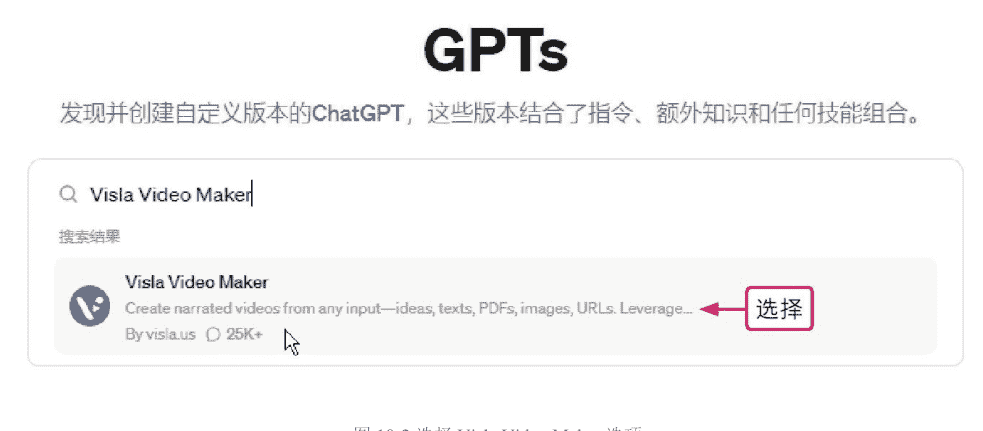 GPTs
发现并创建自定义版本的ChatGPT，这些版本结合了指令、额外知识和任何技能组合。
Visla Video Maker
搜索结果
Visla Video Maker
Create narrated videos from any input—ideas, texts, PDFs, images, URLs. Leverage...
选择
By visla.us 25K+